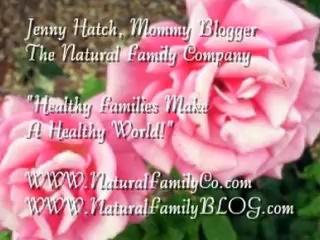 Jenny Hatch, Mommy Blogger
The Natural Family Company
"Healthy Families Make
A Healthy World!"
WWW.NaturalFamilyCo.com
WWW.NaturalFamilyBLOG.com